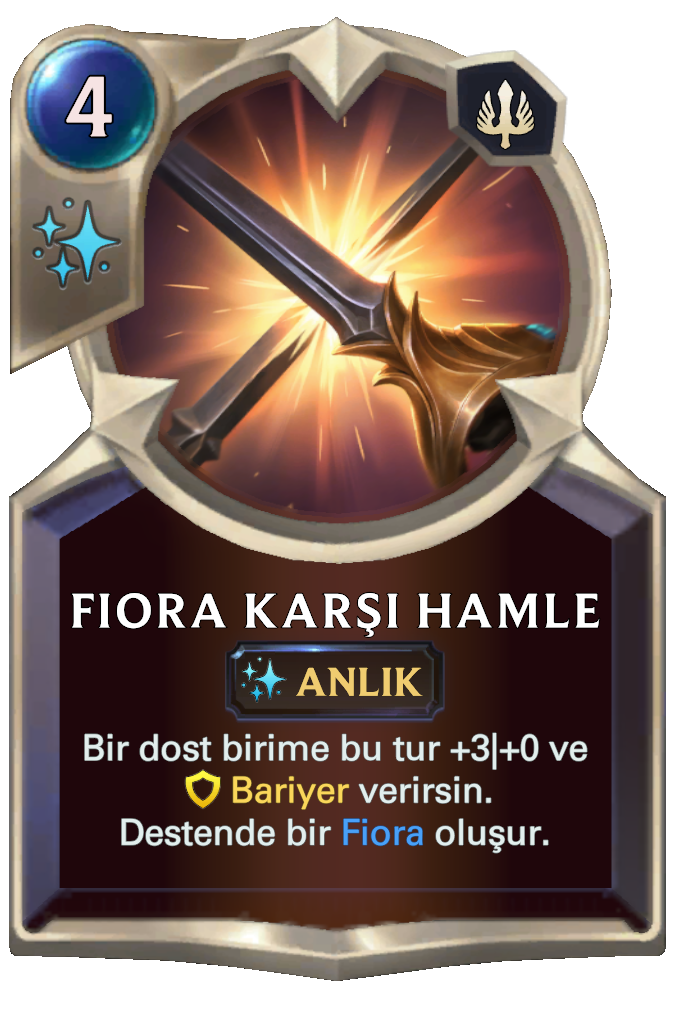 4
FIORA KARŞI HAMLE
ANLIK
Bir dost birime bu tur +3|+0 ve
Bariyer verirsin.
Destende bir Fiora oluşur.